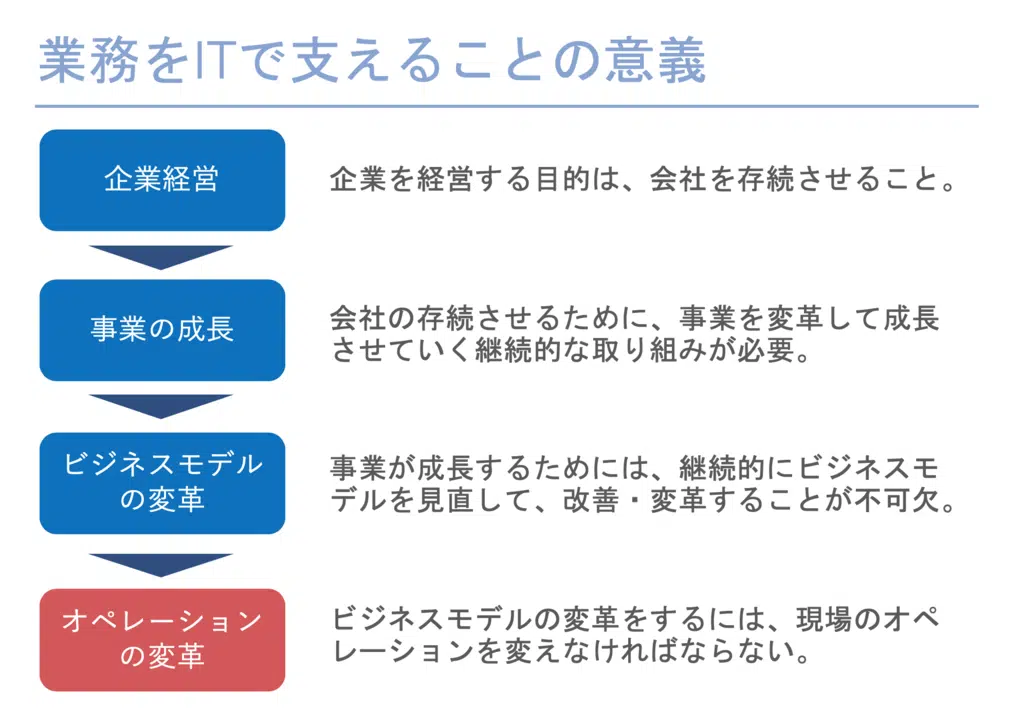 業務をITで支えることの意義
企業経営
企業を経営する目的は、会社を存続させること。
事業の成長
会社の存続させるために、事業を変革して成長
させていく継続的な取り組みが必要。
ビジネスモデル
の変革
事業が成長するためには、継続的にビジネスモ
デルを見直して、改善・変革することが不可欠。
オペレーション
の変革
ビジネスモデルの変革をするには、現場のオペ
レーションを変えなければならない。